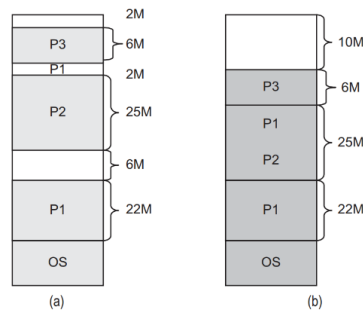 2M
P3 6M
P1 2M
P2 25M
6M
P1 22M
OS
(a)
10M
P3 6M
P1
25M
P2
P1 22M
OS
(b)